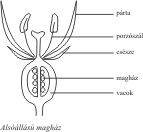 párta
porzószál
csésze
magház
vacok
Alsóállású magház